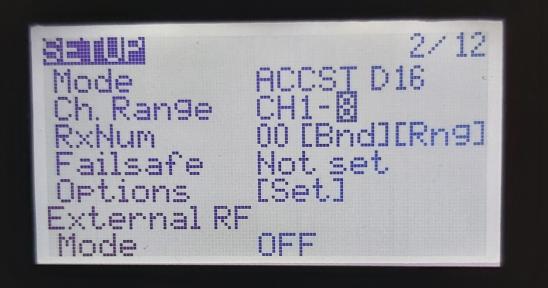 SETUP 2/12
Mode ACCST D16
Ch. Range CH1-8
RxNum 00 [Bnd][Rng]
Failsafe Not set
Options [Set]
External RF
Mode OFF